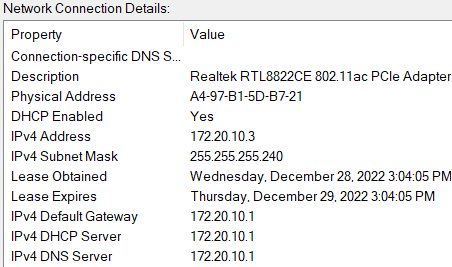 Network Connection Details:
Property Value
Connection-specific DNS S...
Description Realtek RTL8822CE 802.11ac PCIe Adapter
Physical Address A4-97-B1-5D-B7-21
DHCP Enabled Yes
IPv4 Address 172.20.10.3
IPv4 Subnet Mask 255.255.255.240
Lease Obtained Wednesday, December 28, 2022 3:04:05 PM
Lease Expires Thursday, December 29, 2022 3:04:05 PM
IPv4 Default Gateway 172.20.10.1
IPv4 DHCP Server 172.20.10.1
IPv4 DNS Server 172.20.10.1